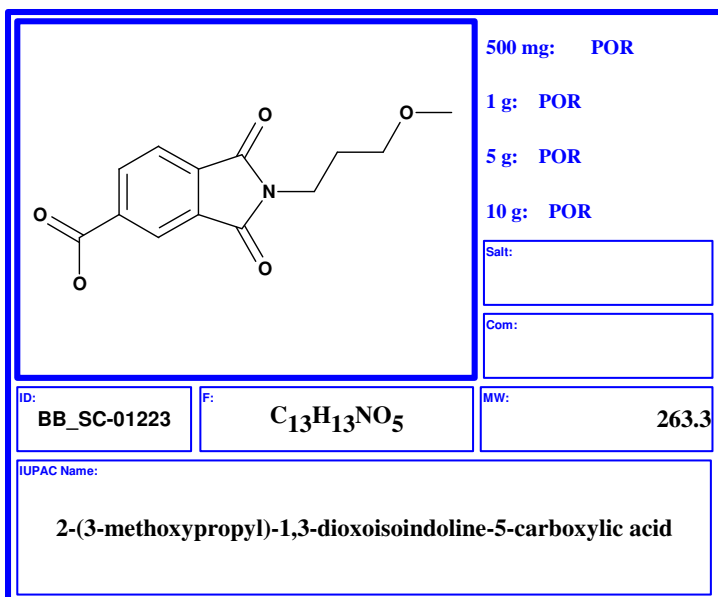 500 mg: POR
1 g: POR
5 g: POR
10 g: POR
O
O
O
N
O
O
O
Salt:
Com:
ID:
BB_SC-01223
F:
C13H13NO5
MW:
263.3
IUPAC Name:
2-(3-methoxypropyl)-1,3-dioxoisoindoline-5-carboxylic acid